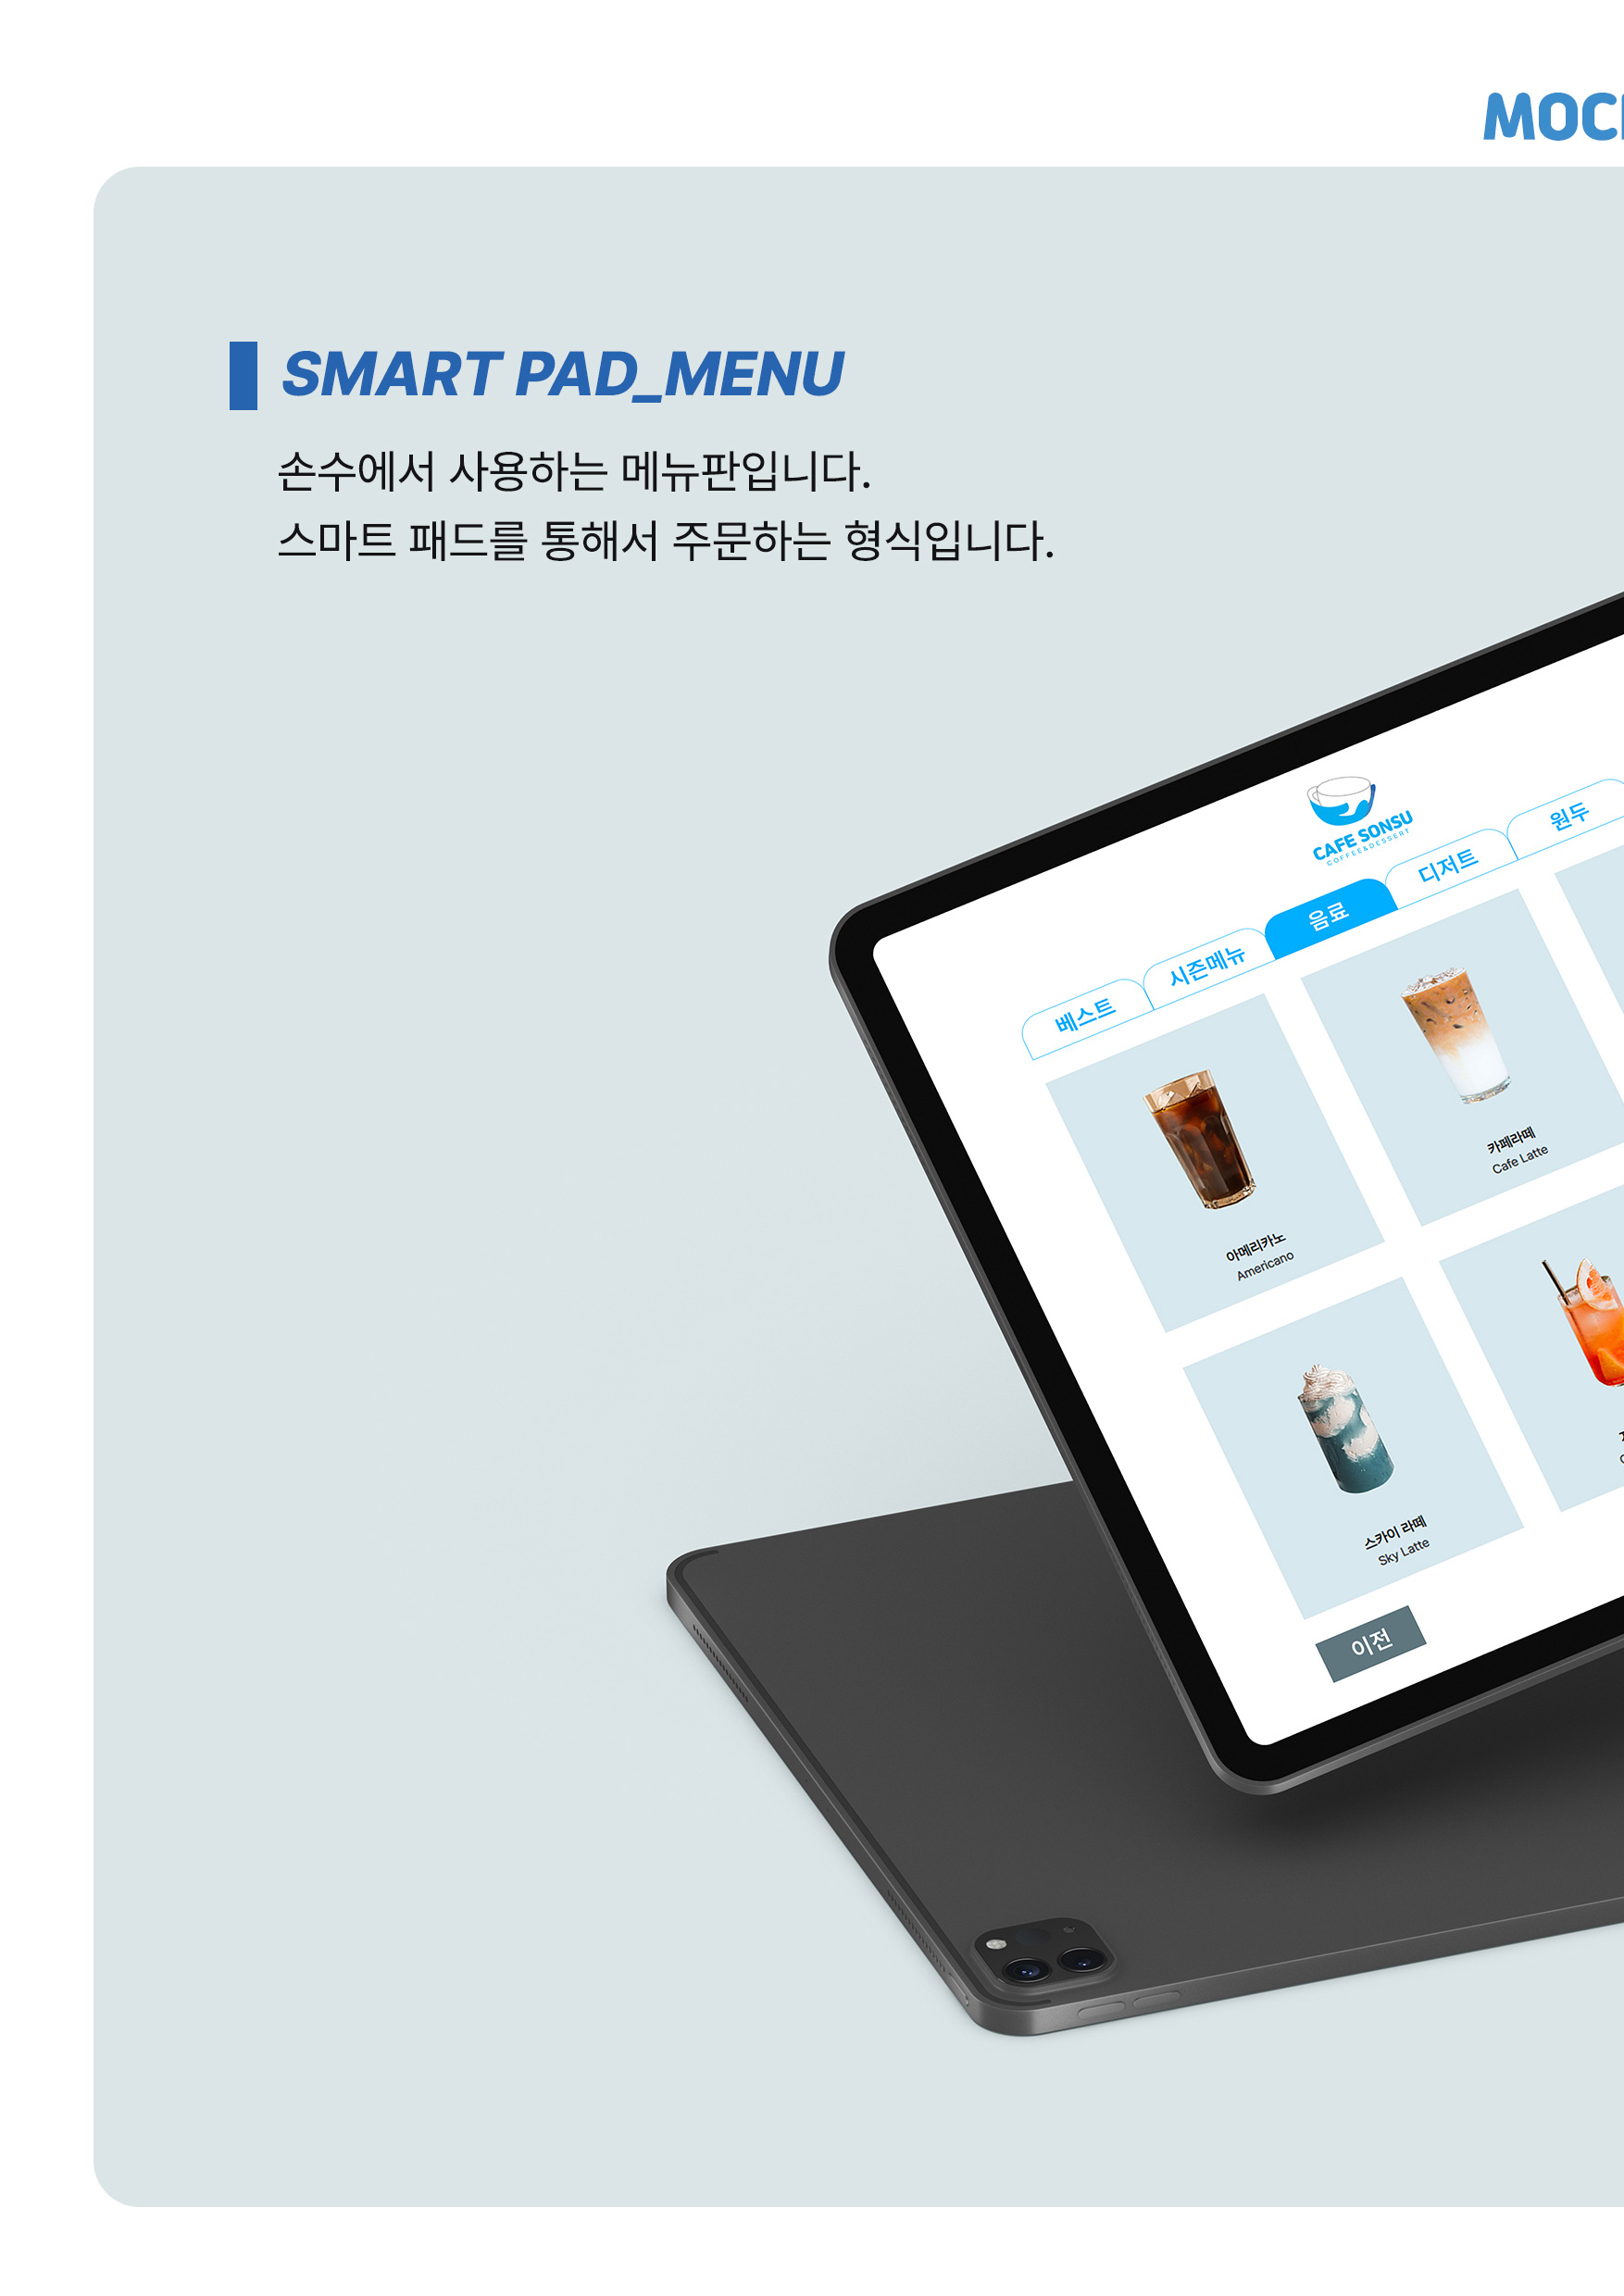 MOC
SMART PAD_MENU
손수에서 사용하는 메뉴판입니다.
스마트 패드를 통해서 주문하는 형식입니다.
CAFE SONSU
COFFEE&DESSERT
베스트
시즌메뉴
음료
디저트
원두
아메리카노
Americano
카페라떼
Cafe Latte
스카이 라떼
Sky Latte
이전